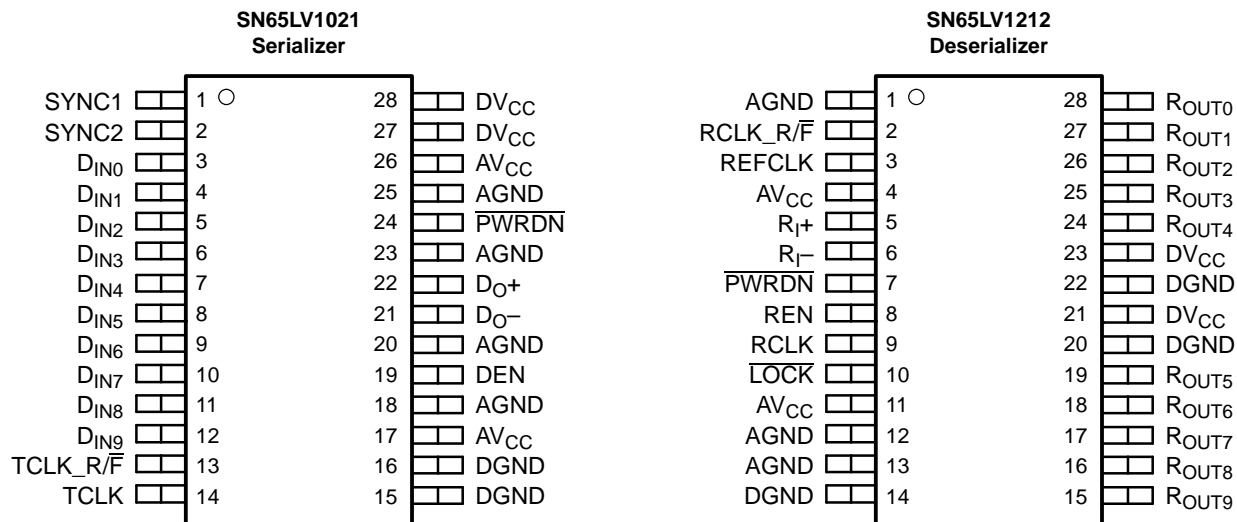 SN65LV1021
Serializer
SYNC1 1 28 DVCC
SYNC2 2 27 DVCC
DIN0 3 26 AVCC
DIN1 4 25 AGND
DIN2 5 24 PWRDN
DIN3 6 23 AGND
DIN4 7 22 DO+
DIN5 8 21 DO–
DIN6 9 20 AGND
DIN7 10 19 DEN
DIN8 11 18 AGND
DIN9 12 17 AVCC
TCLK_R/F 13 16 DGND
TCLK 14 15 DGND
SN65LV1212
Deserializer
AGND 1 28 ROUT0
RCLK_R/F 2 27 ROUT1
REFCLK 3 26 ROUT2
AVCC 4 25 ROUT3
RI+ 5 24 ROUT4
RI– 6 23 DVCC
PWRDN 7 22 DGND
REN 8 21 DVCC
RCLK 9 20 DGND
LOCK 10 19 ROUT5
AVCC 11 18 ROUT6
AGND 12 17 ROUT7
AGND 13 16 ROUT8
DGND 14 15 ROUT9